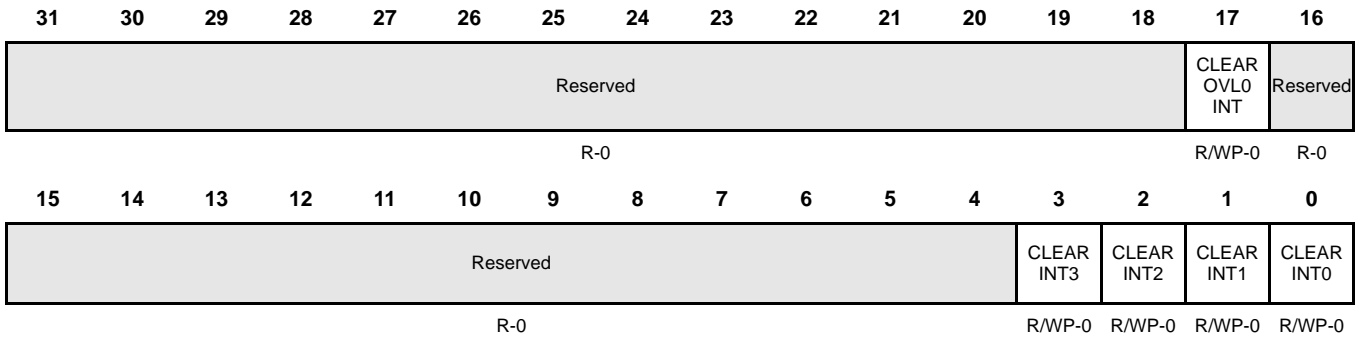 31 30 29 28 27 26 25 24 23 22 21 20 19 18 17 16
Reserved
CLEAR
OVL0
INT
Reserved
R-0 R/WP-0 R-0
15 14 13 12 11 10 9 8 7 6 5 4 3 2 1 0
Reserved
CLEAR
INT3
CLEAR
INT2
CLEAR
INT1
CLEAR
INT0
R-0 R/WP-0 R/WP-0 R/WP-0 R/WP-0